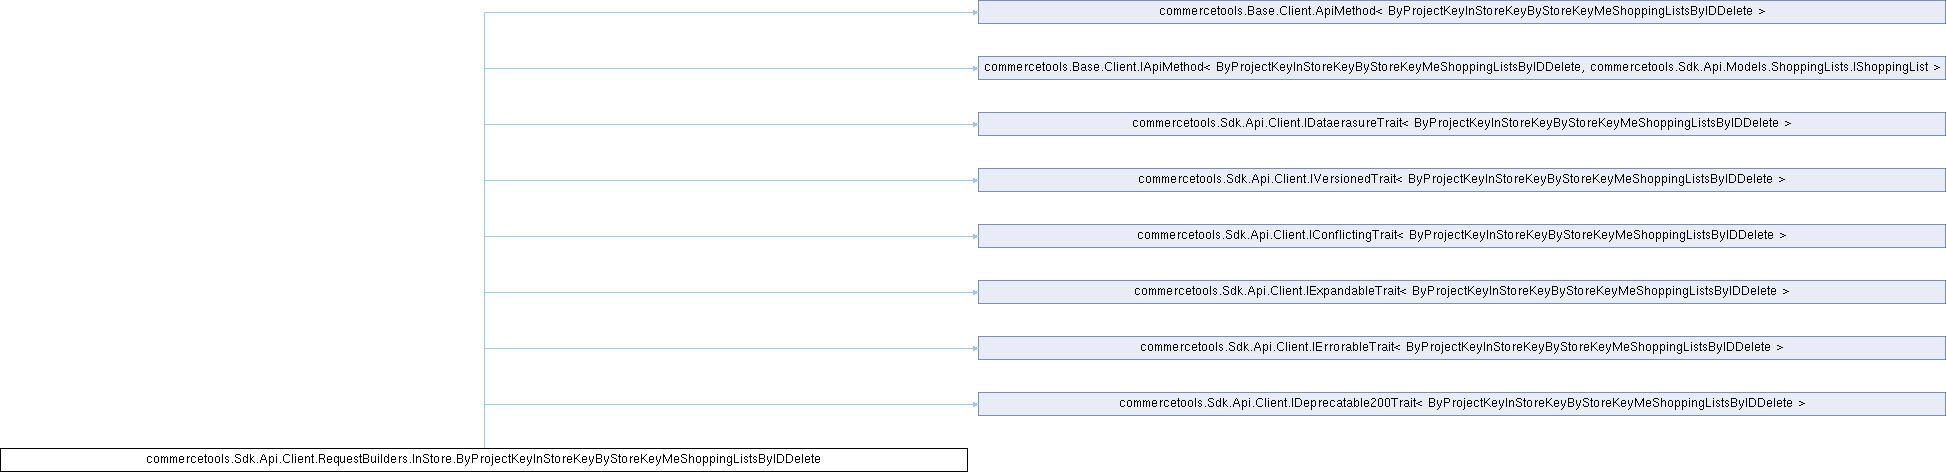 commercetools.Base.Client.ApiMethod< ByProjectKeyInStoreKeyByStoreKeyMeShoppingListsByIDDelete >
commercetools.Base.Client.IApiMethod< ByProjectKeyInStoreKeyByStoreKeyMeShoppingListsByIDDelete, commercetools.Sdk.Api.Models.ShoppingLists.IShoppingList >
commercetools.Sdk.Api.Client.IDataerasureTrait< ByProjectKeyInStoreKeyByStoreKeyMeShoppingListsByIDDelete >
commercetools.Sdk.Api.Client.IVersionedTrait< ByProjectKeyInStoreKeyByStoreKeyMeShoppingListsByIDDelete >
commercetools.Sdk.Api.Client.IConflictingTrait< ByProjectKeyInStoreKeyByStoreKeyMeShoppingListsByIDDelete >
commercetools.Sdk.Api.Client.IExpandableTrait< ByProjectKeyInStoreKeyByStoreKeyMeShoppingListsByIDDelete >
commercetools.Sdk.Api.Client.IErrorableTrait< ByProjectKeyInStoreKeyByStoreKeyMeShoppingListsByIDDelete >
commercetools.Sdk.Api.Client.IDeprecatable200Trait< ByProjectKeyInStoreKeyByStoreKeyMeShoppingListsByIDDelete >
commercetools.Sdk.Api.Client.RequestBuilders.InStore.ByProjectKeyInStoreKeyByStoreKeyMeShoppingListsByIDDelete